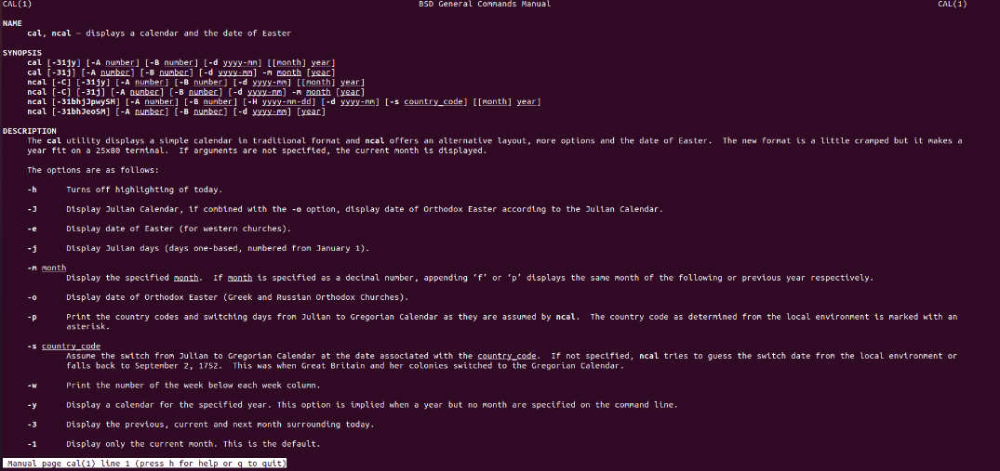 CAL(1) BSD General Commands Manual CAL(1)
NAME
cal, ncal — displays a calendar and the date of Easter
SYNOPSIS
cal [-31jy] [-A number] [-B number] [-d yyyy-mm] [[month] year]
cal [-31j] [-A number] [-B number] [-d yyyy-mm] -m month [year]
ncal [-C] [-31jy] [-A number] [-B number] [-d yyyy-mm] [[month] year]
ncal [-C] [-31j] [-A number] [-B number] [-d yyyy-mm] -m month [year]
ncal [-31bhjJpwySM] [-A number] [-B number] [-H yyyy-mm-dd] [-d yyyy-mm] [-s country_code] [[month] year]
ncal [-31bhJeoSM] [-A number] [-B number] [-d yyyy-mm] [year]
DESCRIPTION
The cal utility displays a simple calendar in traditional format and ncal offers an alternative layout, more options and the date of Easter. The new format is a little cramped but it makes a
year fit on a 25x80 terminal. If arguments are not specified, the current month is displayed.
The options are as follows:
-h Turns off highlighting of today.
-J Display Julian Calendar, if combined with the -o option, display date of Orthodox Easter according to the Julian Calendar.
-e Display date of Easter (for western churches).
-j Display Julian days (days one-based, numbered from January 1).
-m month
Display the specified month. If month is specified as a decimal number, appending ‘f’ or ‘p’ displays the same month of the following or previous year respectively.
-o Display date of Orthodox Easter (Greek and Russian Orthodox Churches).
-p Print the country codes and switching days from Julian to Gregorian Calendar as they are assumed by ncal. The country code as determined from the local environment is marked with an
asterisk.
-s country_code
Assume the switch from Julian to Gregorian Calendar at the date associated with the country_code. If not specified, ncal tries to guess the switch date from the local environment or
falls back to September 2, 1752. This was when Great Britain and her colonies switched to the Gregorian Calendar.
-w Print the number of the week below each week column.
-y Display a calendar for the specified year. This option is implied when a year but no month are specified on the command line.
-3 Display the previous, current and next month surrounding today.
-1 Display only the current month. This is the default.
Manual page cal(1) line 1 (press h for help or q to quit)